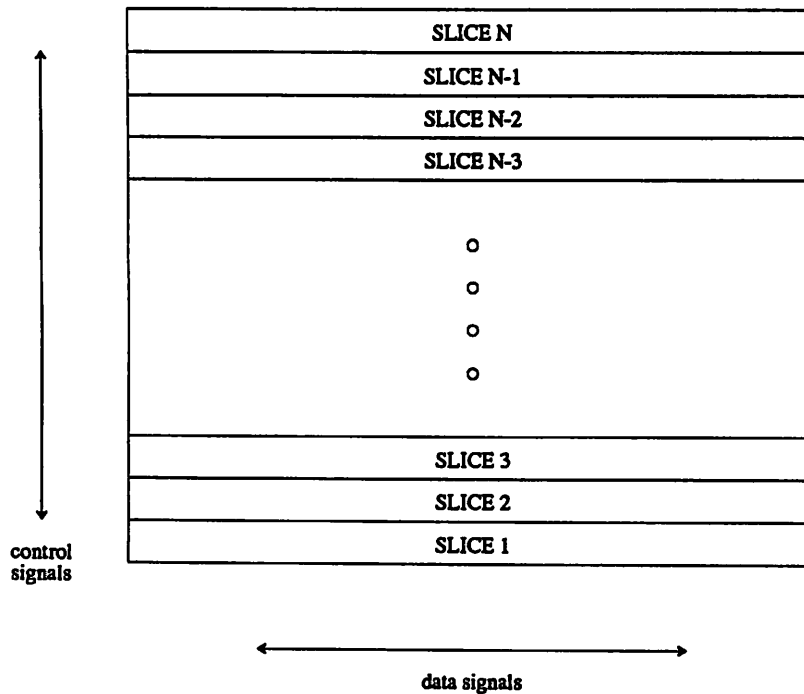 SLICE N
SLICE N-1
SLICE N-2
SLICE N-3
SLICE 3
SLICE 2
SLICE 1
control
signals
data signals